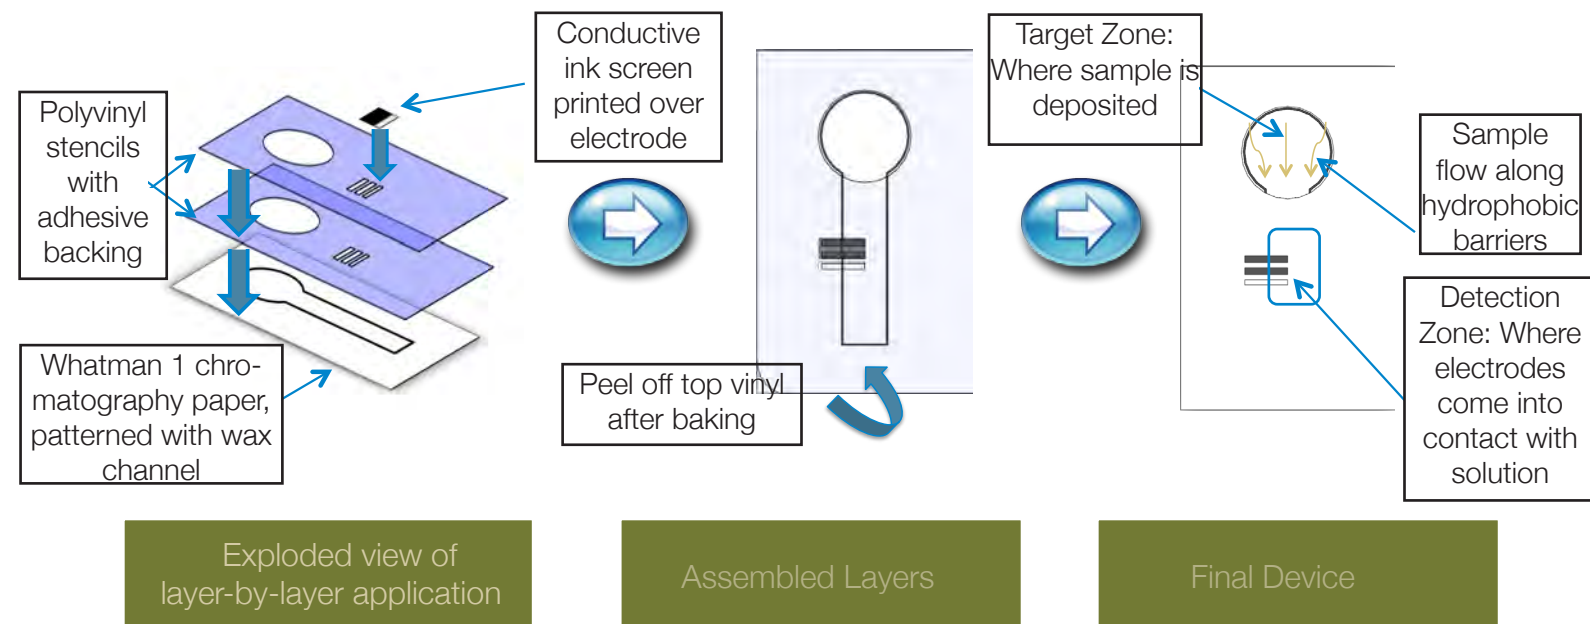 Polyvinyl
stencils
with
adhesive
backing
Conductive
ink screen
printed over
electrode
Whatman 1 chro-
matography paper,
patterned with wax
channel
Peel off top vinyl
after baking
Target Zone:
Where sample is
deposited
Sample
flow along
hydrophobic
barriers
Detection
Zone: Where
electrodes
come into
contact with
solution
Exploded view of
layer-by-layer application
Assembled Layers
Final Device